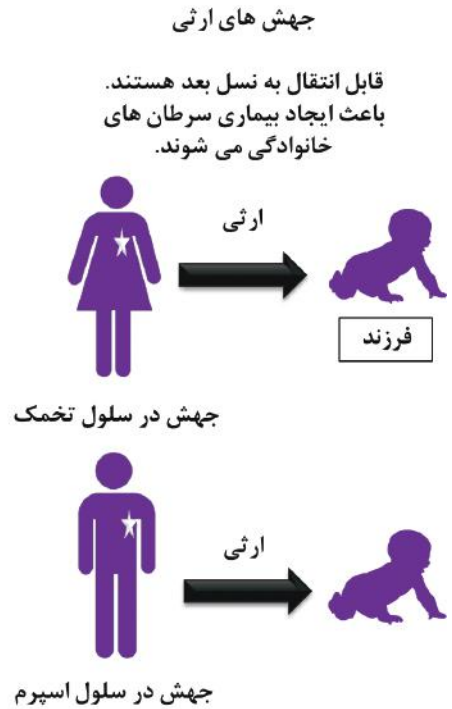 جهش های ارثی
قابل انتقال به نسل بعد هستند.
باعث ایجاد بیماری سرطان های
خانوادگی می شوند.
ارثی
فرزند
جهش در سلول تخمک
ارثی
جهش در سلول اسپرم